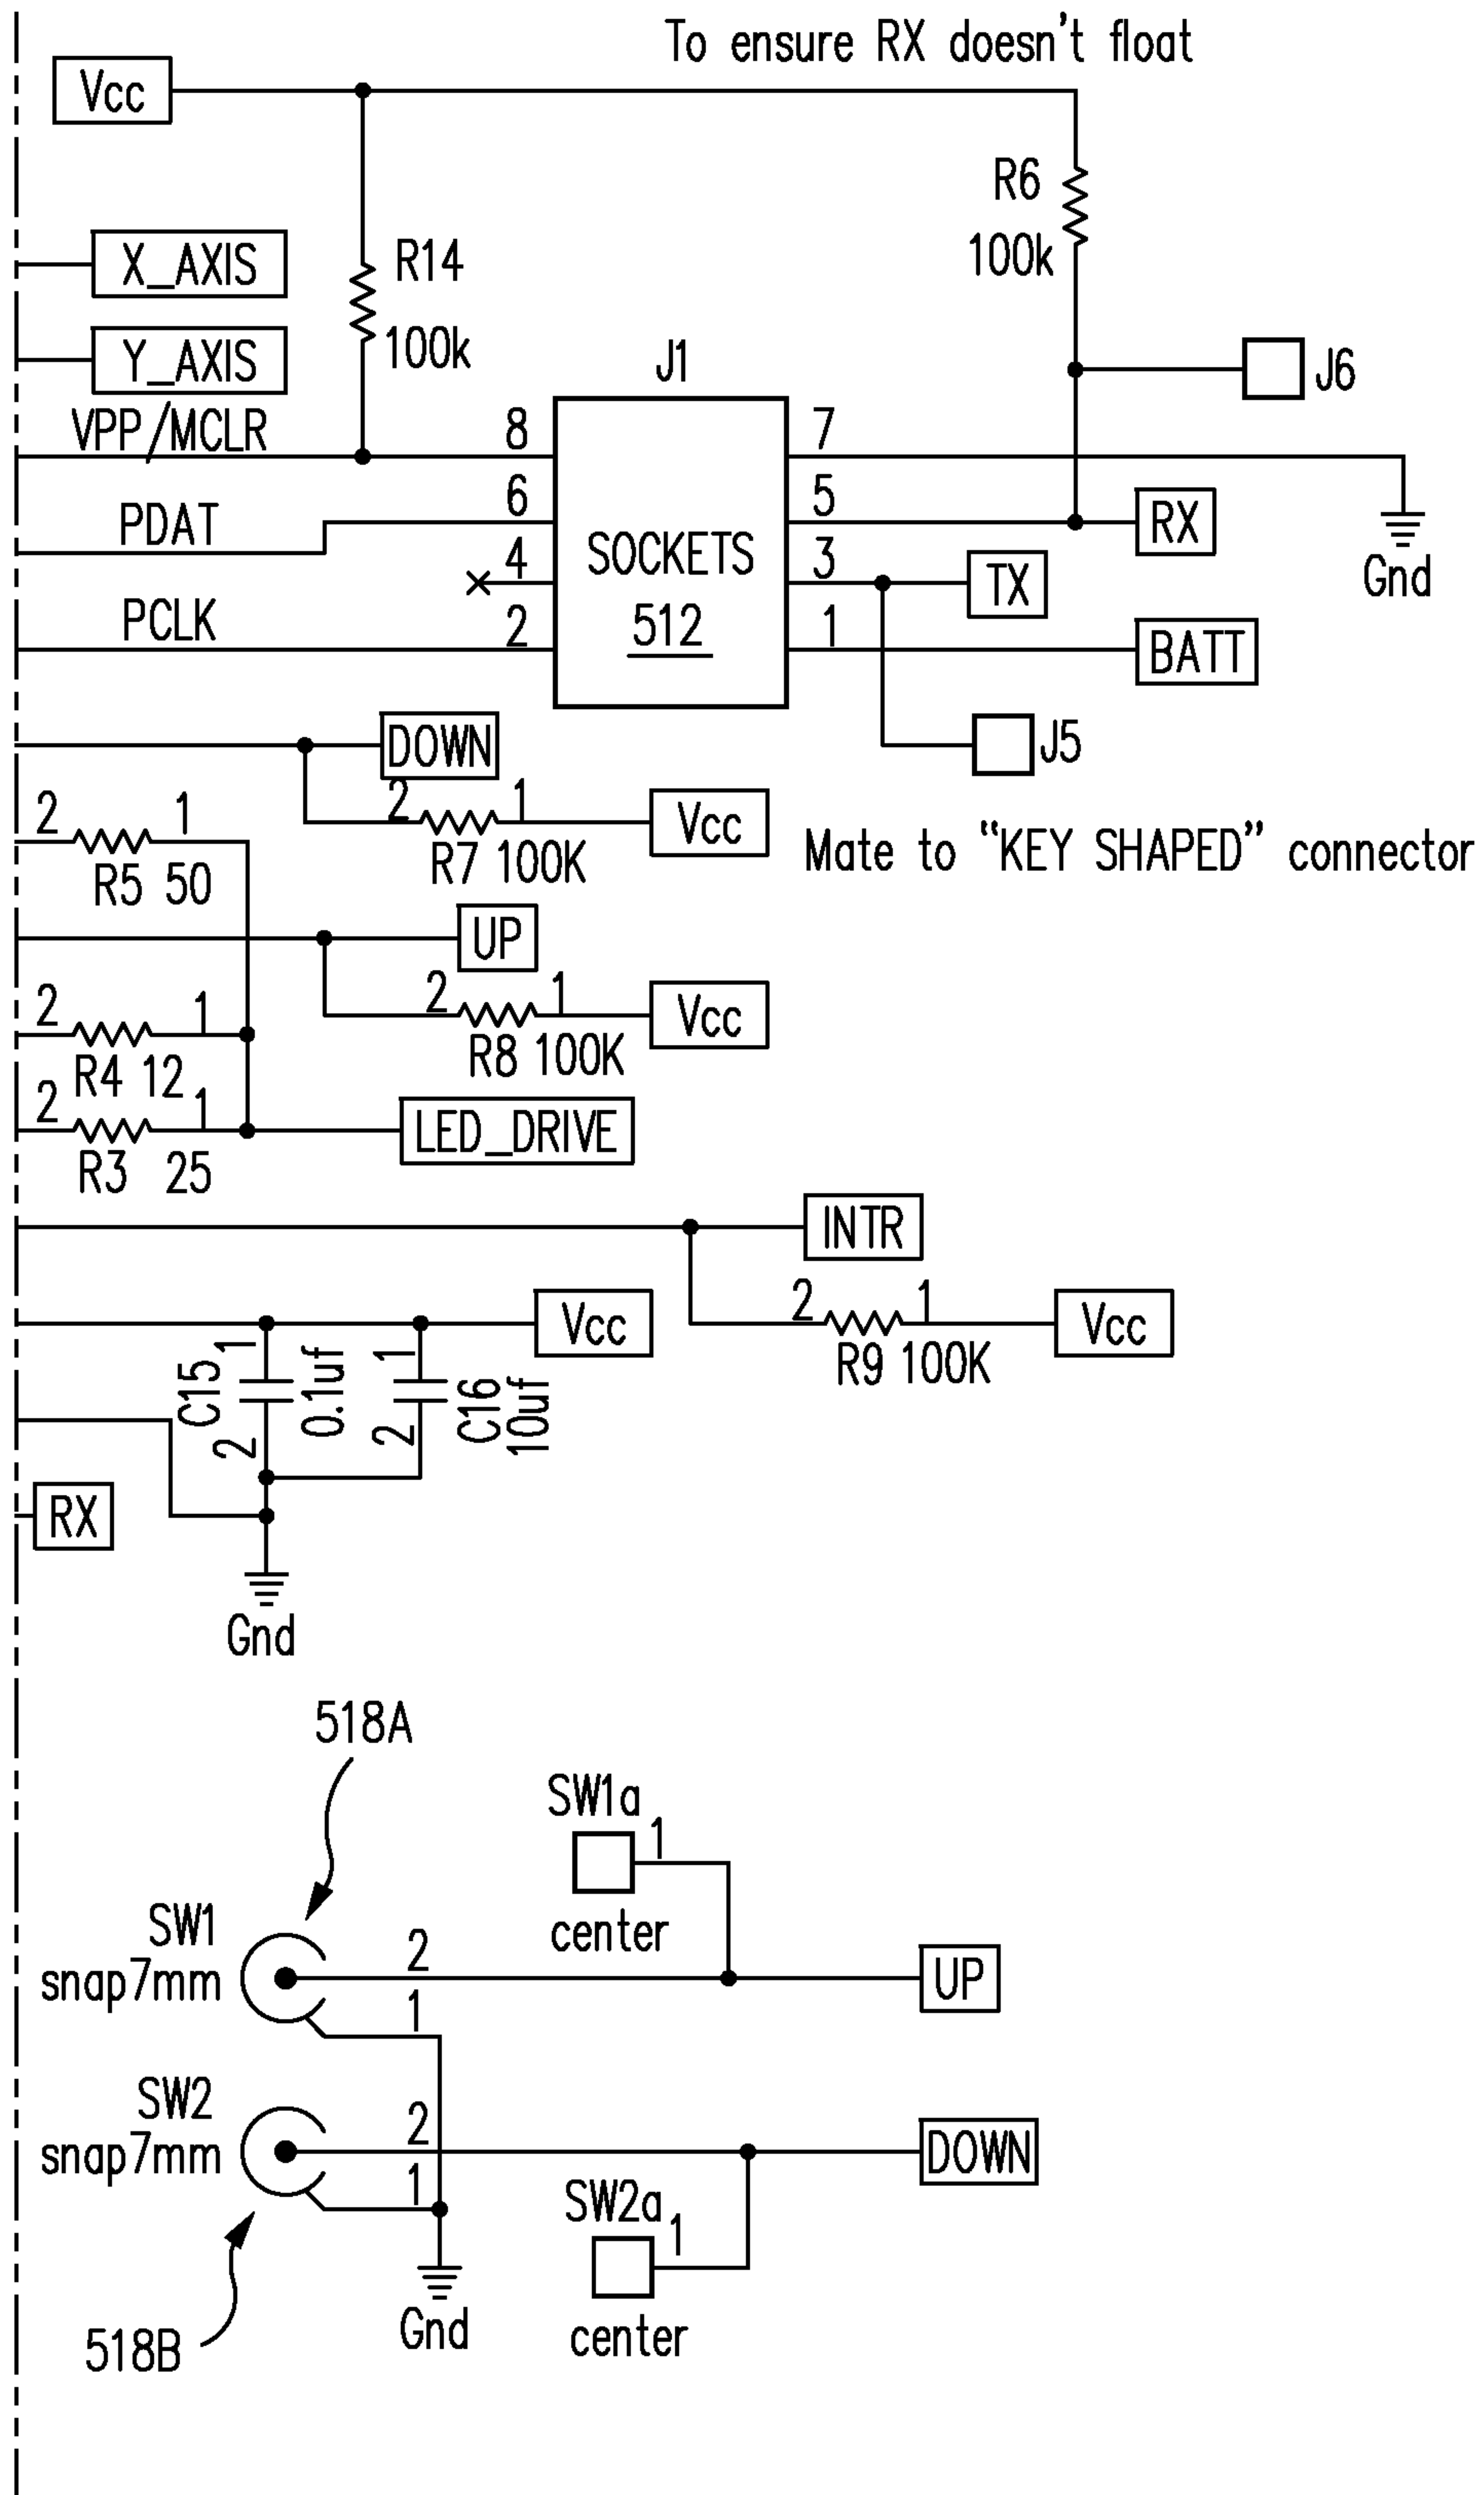 To ensure RX doesn't float
Vcc
R6
100k
X_AXIS
R14
100k
Y_AXIS
J1
J6
VPP/MCLR
8
7
PDAT
6
5
RX
SOCKETS
4
3
TX
Gnd
PCLK
2
512
1
BATT
DOWN
J5
2
1
R7 100K
Vcc
2
1
R5 50
Mate to “KEY SHAPED” connector
UP
2
1
R8 100K
Vcc
2
1
R4 12
2
1
R3 25
LED_DRIVE
INTR
2
1
R9 100K
Vcc
Vcc
C15
1
2
0.1uf
1
2
C16
10uf
RX
Gnd
518A
SW1a
1
center
SW1
snap7mm
2
1
UP
SW2
snap7mm
2
1
DOWN
SW2a
1
center
Gnd
518B